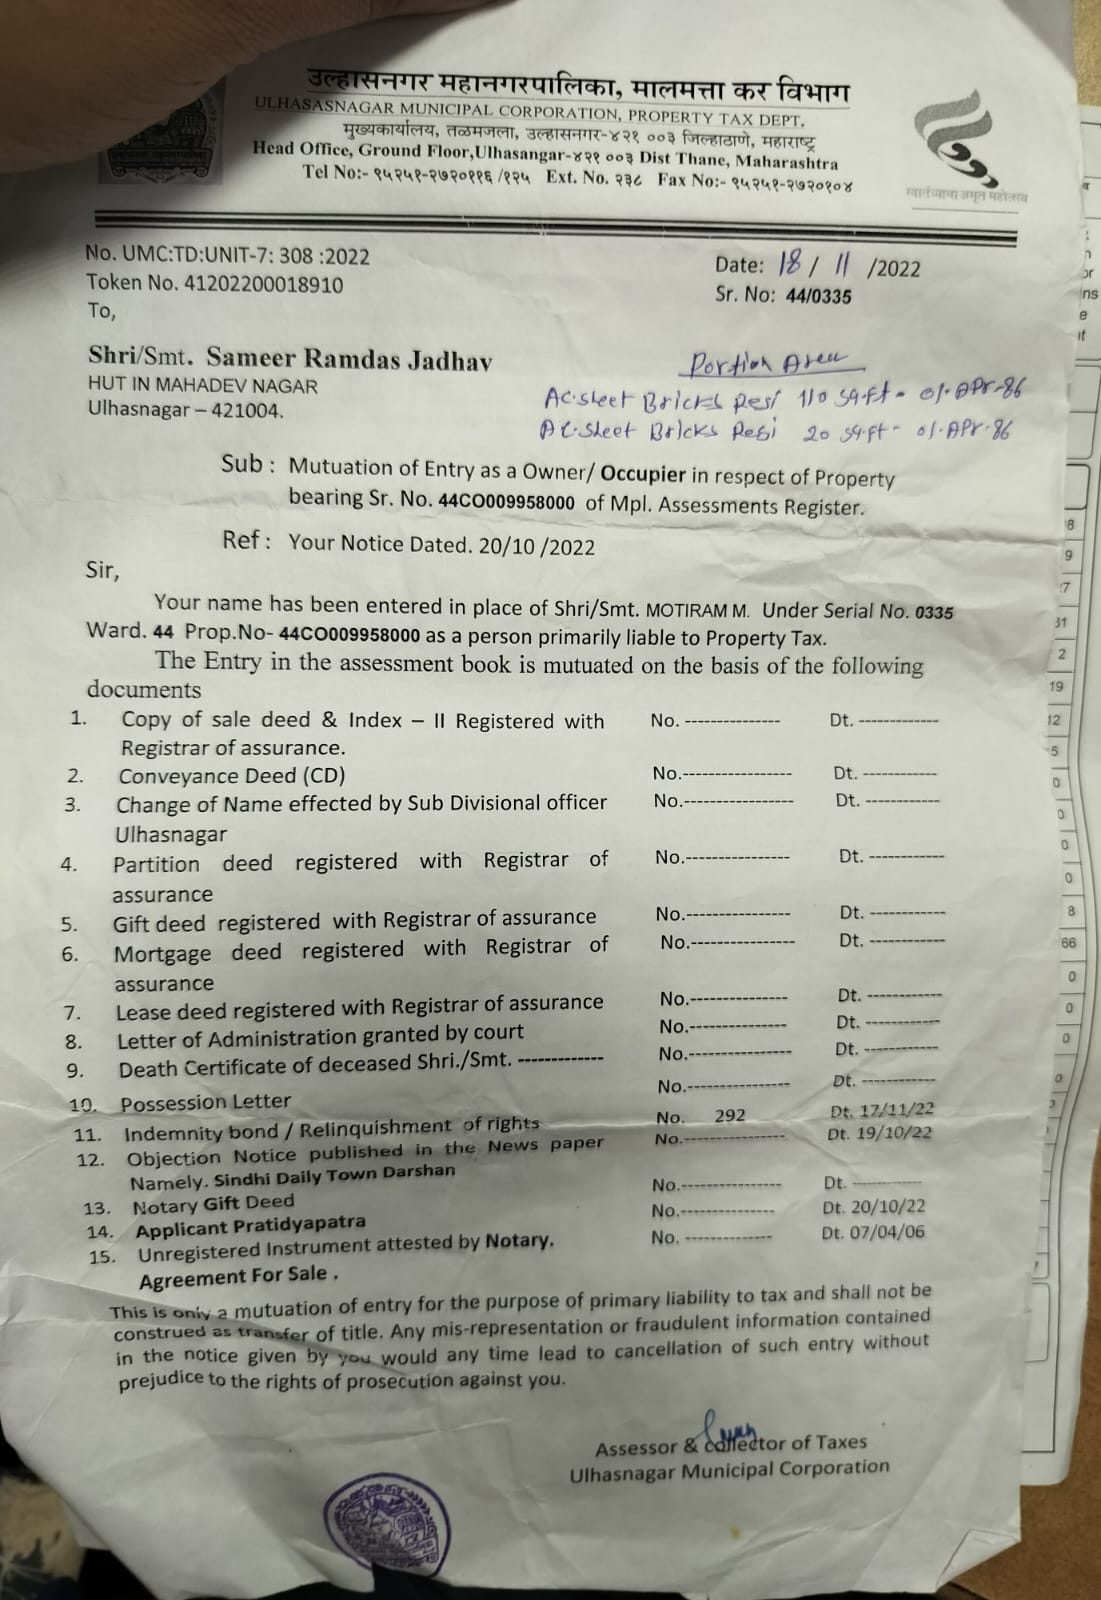 उल्हासनगर महानगरपालिका, मालमत्ता कर विभाग
ULHASASNAGAR MUNICIPAL CORPORATION, PROPERTY TAX DEPT.
मुख्यकार्यालय, तळमजला, उल्हासनगर-४२१ ००३ जिल्हाठाणे, महाराष्ट्र
Head Office, Ground Floor,Ulhasangar-४२१ ००३ Dist Thane, Maharashtra
Tel No:- ९५२५१-२७२०११६ /१२५ Ext. No. २३८ Fax No:- ९५२५१-२७२०१०४
स्वातंत्र्याचा अमृत महोत्सव
No. UMC:TD:UNIT-7: 308 :2022
Date: 18 / 11 /2022
Token No. 41202200018910
Sr. No: 44/0335
To,
Shri/Smt. Sameer Ramdas Jadhav
Portion Area
HUT IN MAHADEV NAGAR
AC.sheet Bricks Resi 110 sq.ft - 01.APr-86
Ulhasnagar – 421004.
AC.sheet Bricks Resi 20 sq.ft - 01.APr-86
Sub : Mutuation of Entry as a Owner/ Occupier in respect of Property
bearing Sr. No. 44CO009958000 of Mpl. Assessments Register.
Ref : Your Notice Dated. 20/10 /2022
Sir,
Your name has been entered in place of Shri/Smt. MOTIRAM M. Under Serial No. 0335
Ward. 44 Prop.No- 44CO009958000 as a person primarily liable to Property Tax.
The Entry in the assessment book is mutuated on the basis of the following
documents
1. Copy of sale deed & Index – II Registered with No. --------------- Dt. -------------
Registrar of assurance.
2. Conveyance Deed (CD) No.----------------- Dt. ------------
3. Change of Name effected by Sub Divisional officer No.----------------- Dt. ------------
Ulhasnagar
4. Partition deed registered with Registrar of No.---------------- Dt. ------------
assurance
5. Gift deed registered with Registrar of assurance No.---------------- Dt. ------------
6. Mortgage deed registered with Registrar of No.---------------- Dt. ------------
assurance
7. Lease deed registered with Registrar of assurance No.--------------- Dt. ------------
8. Letter of Administration granted by court No.---------------- Dt. ------------
9. Death Certificate of deceased Shri./Smt. ------------- No.---------------- Dt. ------------
10. Possession Letter No.---------------- Dt. ------------
11. Indemnity bond / Relinquishment of rights No. 292 Dt. 17/11/22
12. Objection Notice published in the News paper No.---------------- Dt. 19/10/22
Namely. Sindhi Daily Town Darshan
13. Notary Gift Deed No.---------------- Dt. ------------
14. Applicant Pratidyapatra No.--------------- Dt. 20/10/22
15. Unregistered Instrument attested by Notary. No. -------------- Dt. 07/04/06
Agreement For Sale .
This is only a mutuation of entry for the purpose of primary liability to tax and shall not be
construed as transfer of title. Any mis-representation or fraudulent information contained
in the notice given by you would any time lead to cancellation of such entry without
prejudice to the rights of prosecution against you.
Assessor & collector of Taxes
Ulhasnagar Municipal Corporation